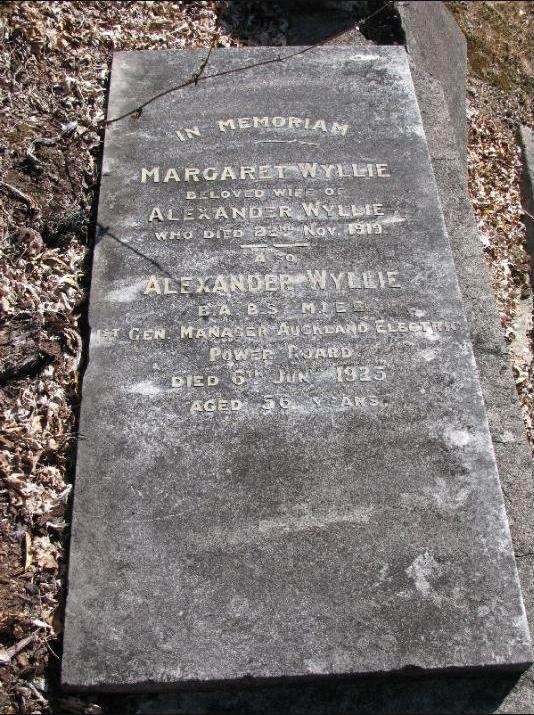 IN MEMORIAM
MARGARET WYLLIE
BELOVED WIFE OF
ALEXANDER WYLLIE
WHO DIED 22ND NOV. 1919.
ALSO
ALEXANDER WYLLIE
B.A. B.S. M.I.E.E.
1ST GEN. MANAGER AUCKLAND ELECTRIC
POWER BOARD
DIED 6TH JUNE 1925
AGED 56 YEARS.